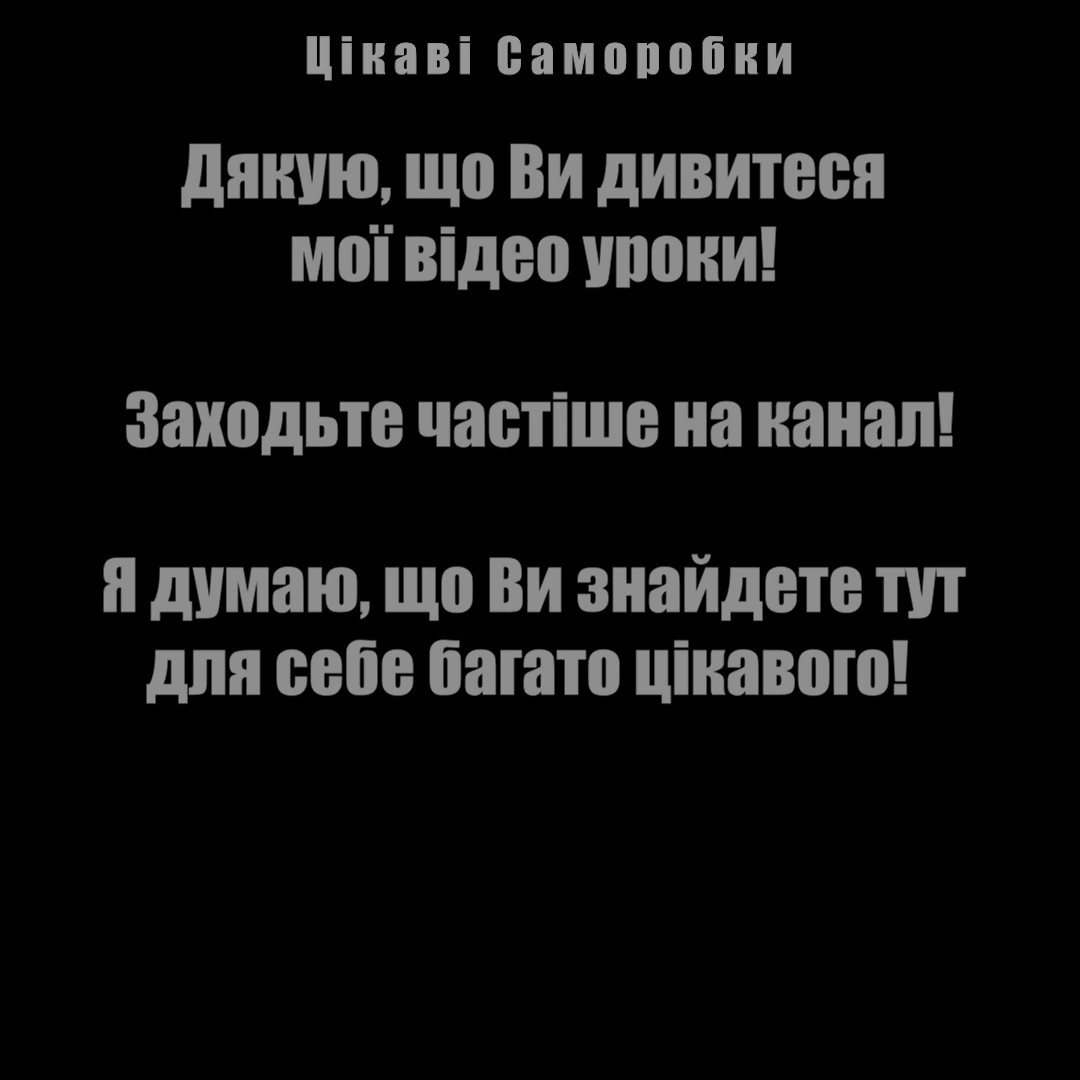 Цікаві Саморобки
Дякую, що Ви дивитеся
мої відео уроки!
Заходьте частіше на канал!
Я думаю, що Ви знайдете тут
для себе багато цікавого!